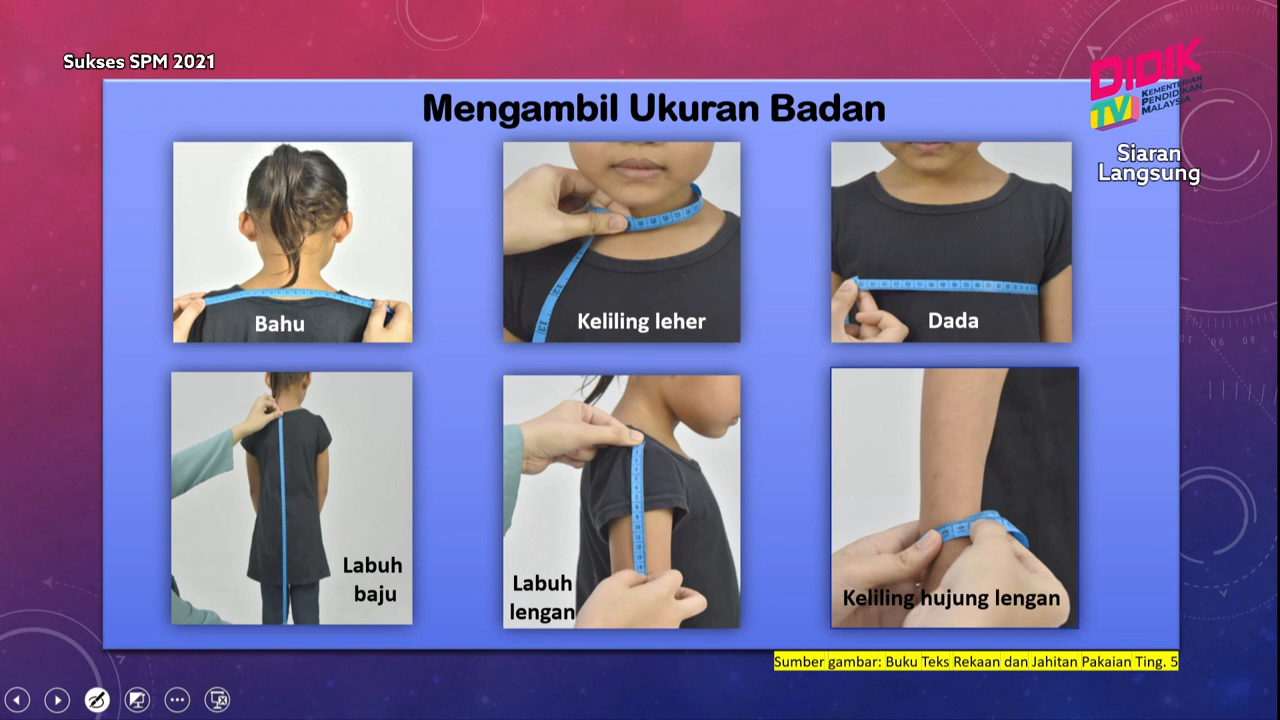 Sukses SPM 2021
DIDIK
TV
KEMENTERIAN
PENDIDIKAN
MALAYSIA
Siaran
Langsung
Mengambil Ukuran Badan
Bahu
Keliling leher
Dada
Labuh
baju
Labuh
lengan
Keliling hujung lengan
Sumber gambar: Buku Teks Rekaan dan Jahitan Pakaian Ting. 5